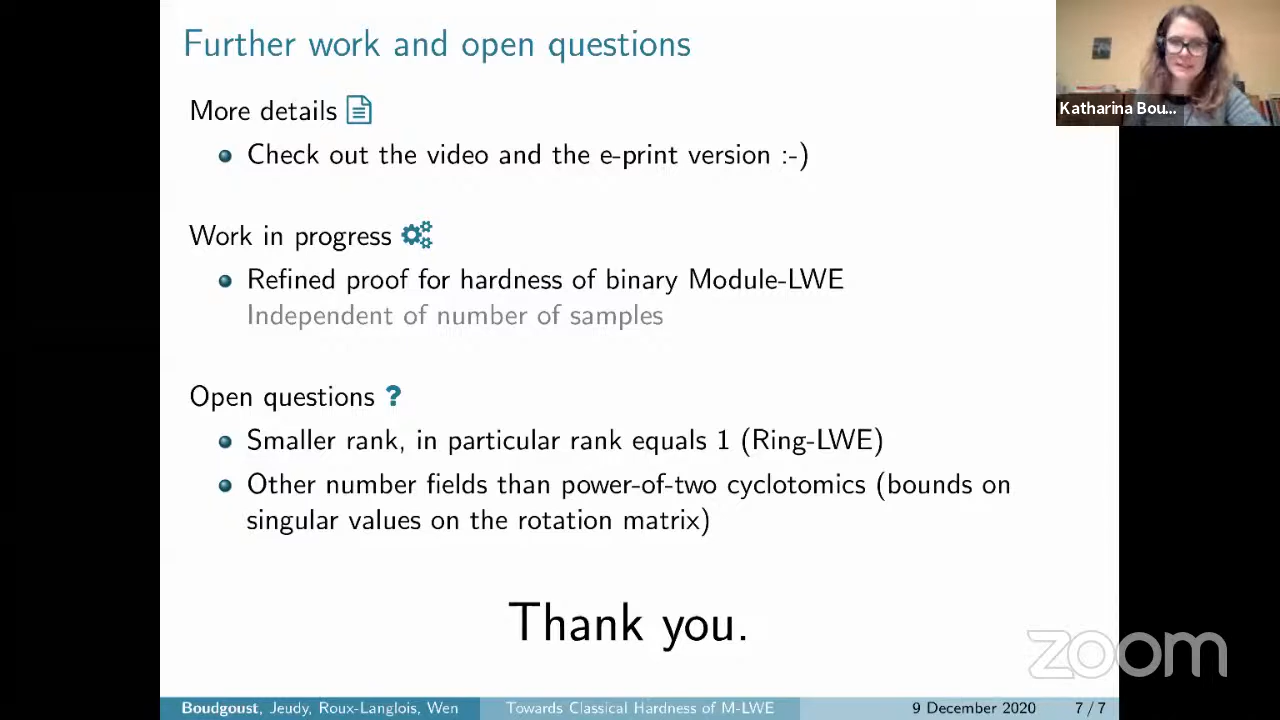 Further work and open questions
Katharina Bou...
More details
Check out the video and the e-print version :-)
Work in progress
Refined proof for hardness of binary Module-LWE
Independent of number of samples
Open questions ?
Smaller rank, in particular rank equals 1 (Ring-LWE)
Other number fields than power-of-two cyclotomics (bounds on
singular values on the rotation matrix)
Thank you.
zoom
Boudgoust, Jeudy, Roux-Langlois, Wen Towards Classical Hardness of M-LWE 9 December 2020 7 / 7